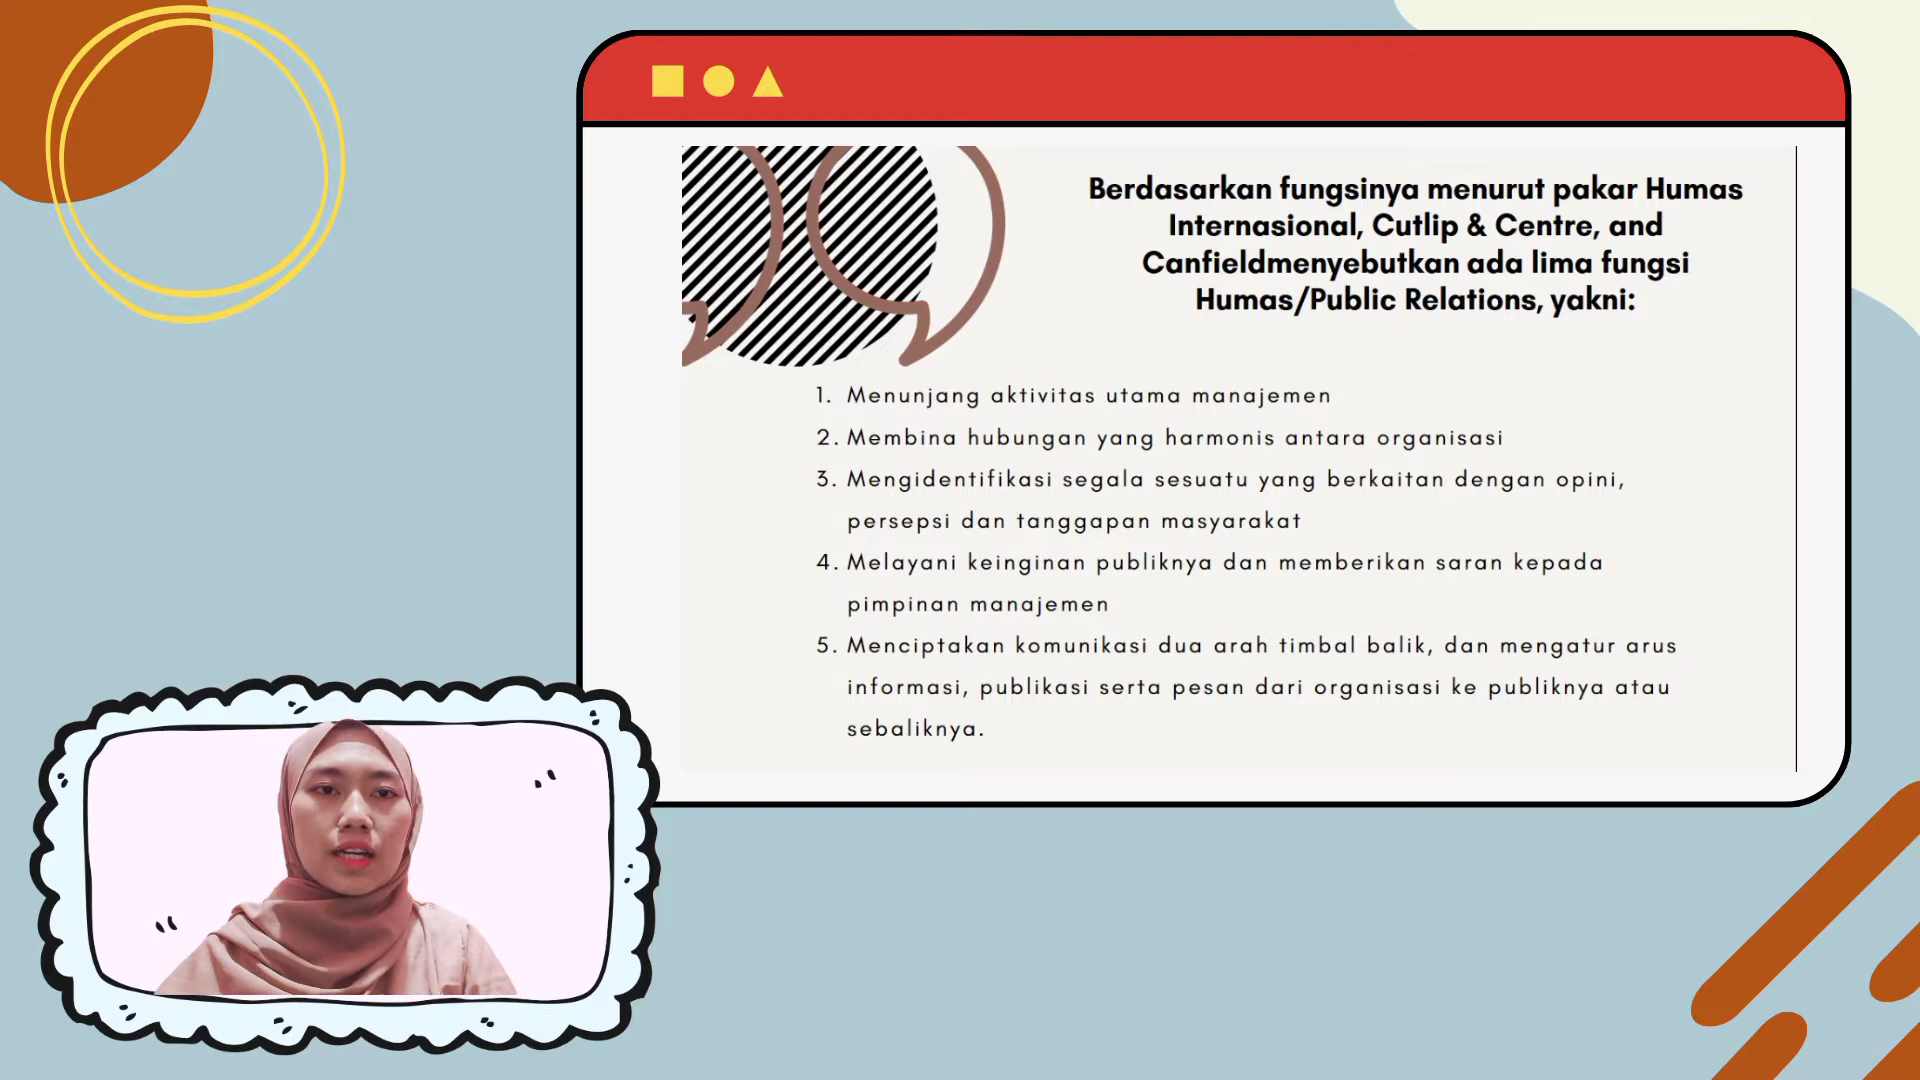 Berdasarkan fungsinya menurut pakar Humas
Internasional, Cutlip & Centre, and
Canfieldmenyebutkan ada lima fungsi
Humas/Public Relations, yakni:
1. Menunjang aktivitas utama manajemen
2. Membina hubungan yang harmonis antara organisasi
3. Mengidentifikasi segala sesuatu yang berkaitan dengan opini,
persepsi dan tanggapan masyarakat
4. Melayani keinginan publiknya dan memberikan saran kepada
pimpinan manajemen
5. Menciptakan komunikasi dua arah timbal balik, dan mengatur arus
informasi, publikasi serta pesan dari organisasi ke publiknya atau
sebaliknya.